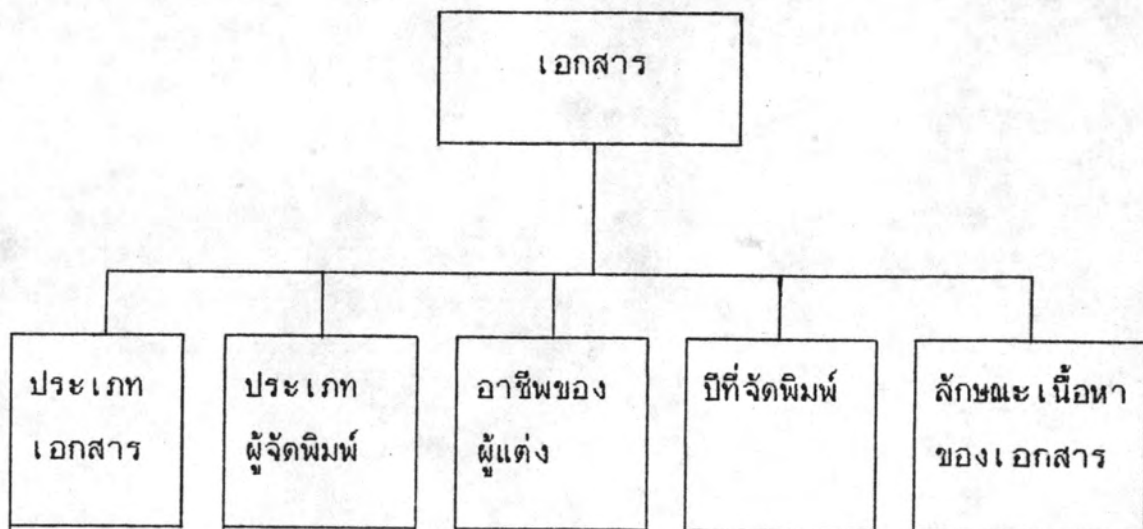 เอกสาร
ประเภท
เอกสาร
ประเภท
ผู้จัดพิมพ์
อาชีพของ
ผู้แต่ง
ปีที่จัดพิมพ์
ลักษณะเนื้อหา
ของเอกสาร